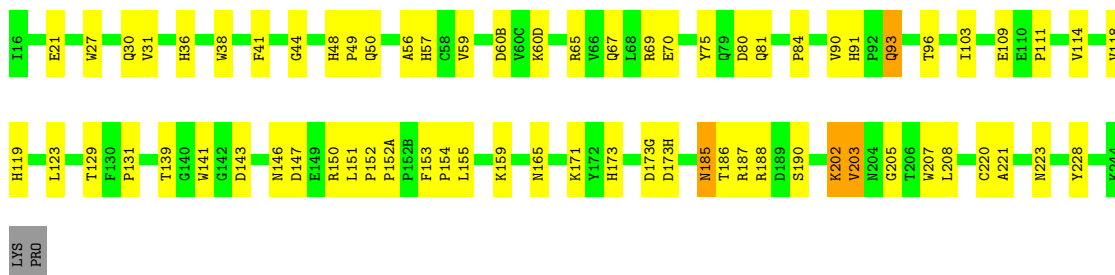 I16 E21 W27 Q30 V31 H36 W38 F41 G44 H48 P49 Q50 A56 H57 C58 V59 D60B V60C K60D R65 V66 Q67 L68 R69 E70 Y75 Q79 D80 Q81 P84 V90 H91 P92 Q93 T96 I103 E109 E110 P111 V114
H119 L123 T129 F130 P131 T139 G140 W141 G142 D143 N146 D147 E149 R150 L151 P152 P152A P152B F153 P154 L155 K159 N165 K171 Y172 H173 D173G D173H N185 T186 R187 R188 D189 S190 K202 V203 N204 G205 T206 W207 L208 C220 A221 N223 Y228 K244
LYS PRO